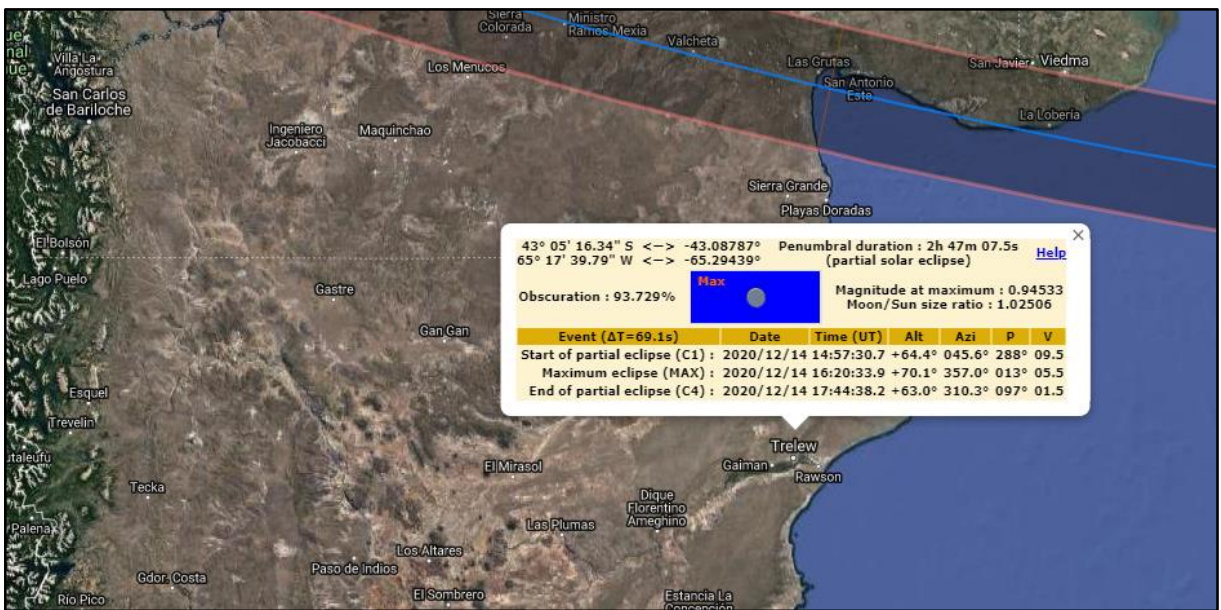 Sierra
Colorada
Ministro
Ramos Mexia
Valcheta
Las Grutas
San Javier
Viedma
Villa La
Angostura
Los Menucos
San Antonio
Este
San Carlos
de Bariloche
La Lobería
Ingeniero
Jacobacci
Maquinchao
Sierra Grande
Playas Doradas
El Bolsón
Lago Puelo
Gastre
Gan Gan
×
43° 05' 16.34" S <—> -43.08787°
65° 17' 39.79" W <—> -65.29439°
Penumbral duration : 2h 47m 07.5s
(partial solar eclipse)
Help
Obscuration : 93.729%
Max
Magnitude at maximum : 0.94533
Moon/Sun size ratio : 1.02506
Event (ΔT=69.1s) Date Time (UT) Alt Azi P V
Start of partial eclipse (C1) : 2020/12/14 14:57:30.7 +64.4° 045.6° 288° 09.5
Maximum eclipse (MAX) : 2020/12/14 16:20:33.9 +70.1° 357.0° 013° 05.5
End of partial eclipse (C4) : 2020/12/14 17:44:38.2 +63.0° 310.3° 097° 01.5
Esquel
Trevelin
Trelew
Gaiman
Rawson
El Mirasol
Tecka
Dique
Florentino
Ameghino
Las Plumas
Palena
Los Altares
Paso de Indios
Gdor. Costa
El Sombrero
Estancia La
Concepción
Rio Pico